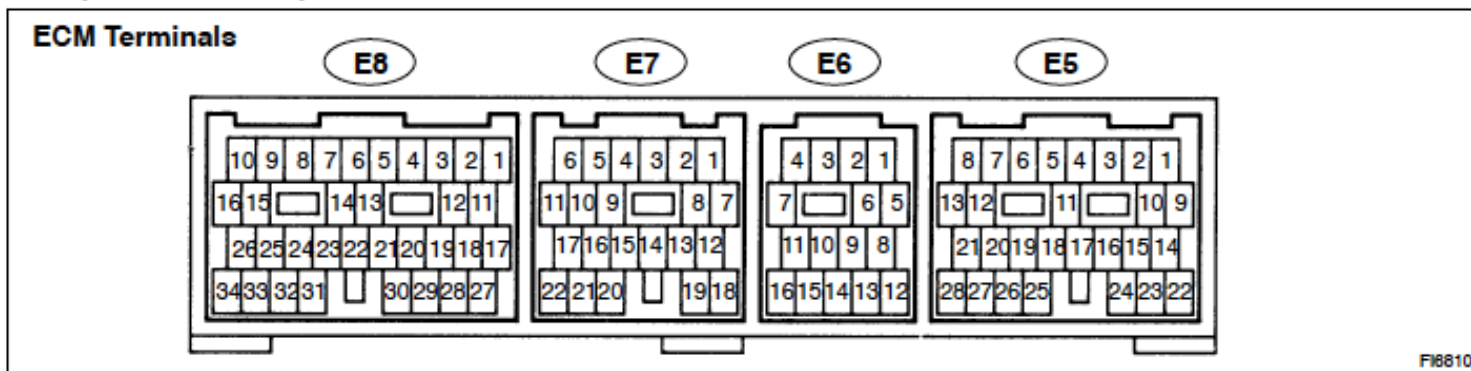 ECM Terminals
E8 E7 E6 E5
10 9 8 7 6 5 4 3 2 1 6 5 4 3 2 1 4 3 2 1 8 7 6 5 4 3 2 1
16 15 14 13 12 11 11 10 9 8 7 7 6 5 13 12 11 10 9
26 25 24 23 22 21 20 19 18 17 17 16 15 14 13 12 11 10 9 8 21 20 19 18 17 16 15 14
34 33 32 31 30 29 28 27 22 21 20 19 18 16 15 14 13 12 28 27 26 25 24 23 22
FI6810